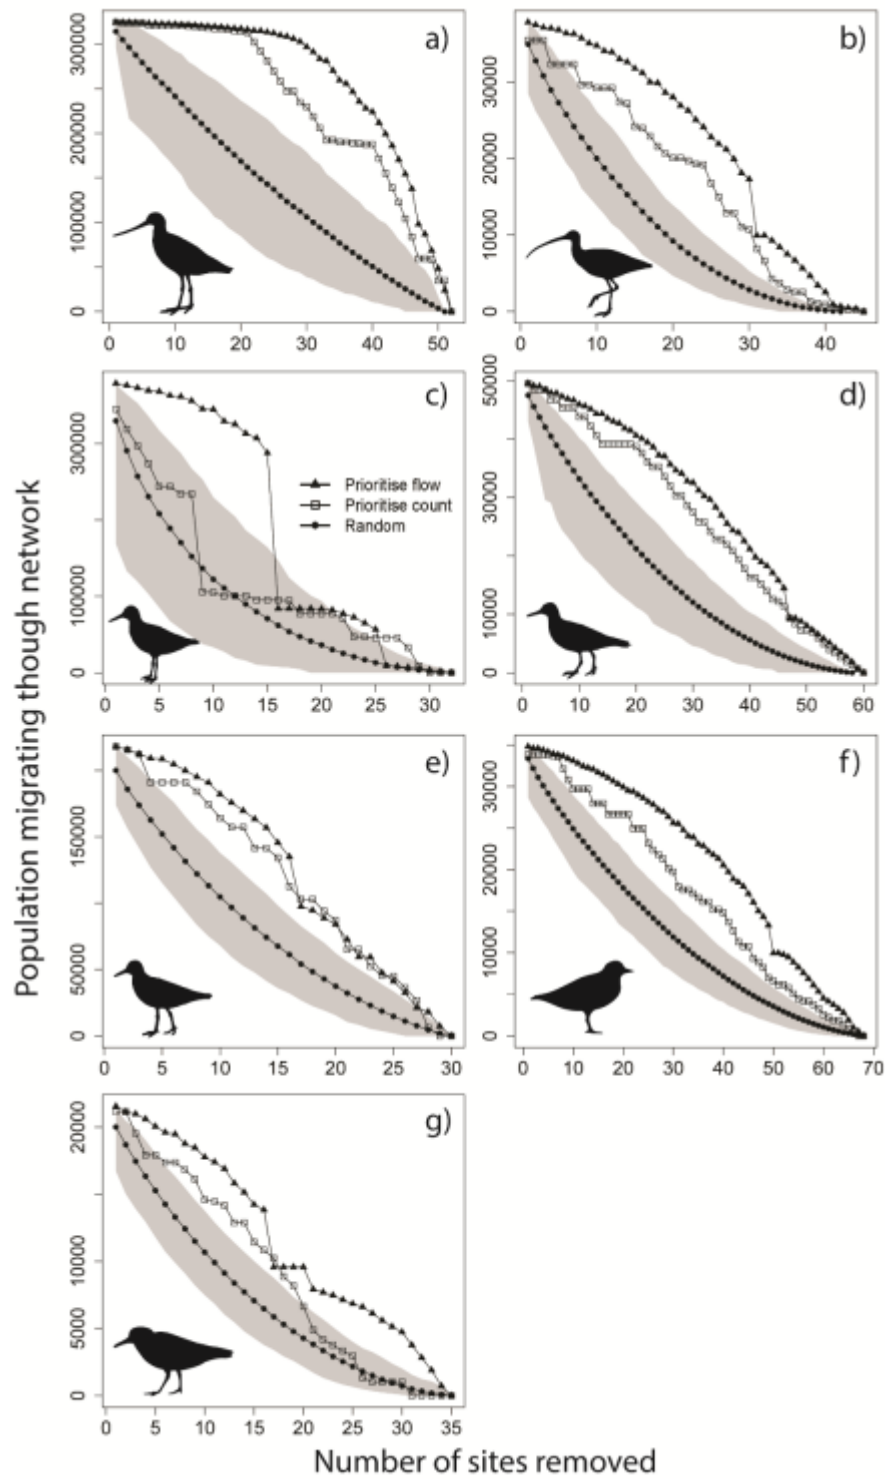 Population migrating though network
a)
300000
200000
100000
0
0 10 20 30 40 50
b)
30000
20000
10000
0
0 10 20 30 40
c)
300000
100000
0
Prioritise flow
Prioritise count
Random
0 5 10 15 20 25 30
d)
50000
30000
10000
0
0 10 20 30 40 50 60
e)
150000
50000
0
0 5 10 15 20 25 30
f)
30000
20000
10000
0
0 10 20 30 40 50 60 70
g)
20000
10000
5000
0
0 5 10 15 20 25 30 35
Number of sites removed